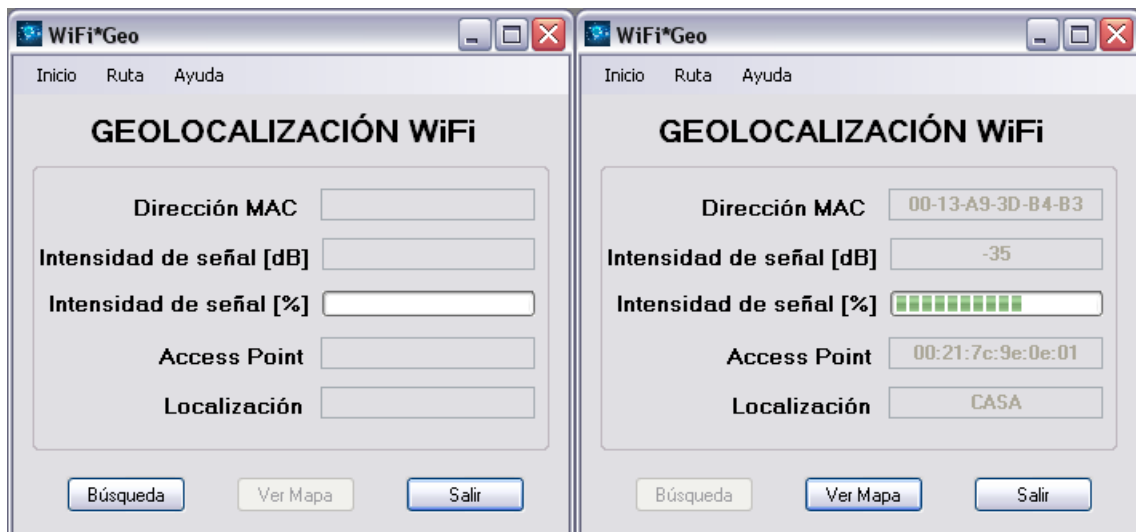 WiFi*Geo
Inicio Ruta Ayuda
GEOLOCALIZACIÓN WiFi
Dirección MAC
Intensidad de señal [dB]
Intensidad de señal [%]
Access Point
Localización
Búsqueda Ver Mapa Salir
WiFi*Geo
Inicio Ruta Ayuda
GEOLOCALIZACIÓN WiFi
Dirección MAC 00-13-A9-3D-B4-B3
Intensidad de señal [dB] -35
Intensidad de señal [%]
Access Point 00:21:7c:9e:0e:01
Localización CASA
Búsqueda Ver Mapa Salir